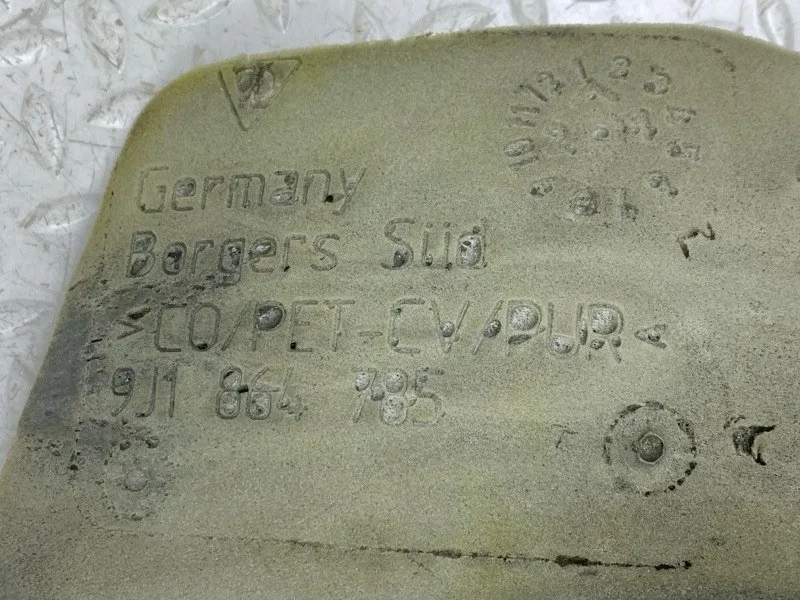 Germany
Borgers Süd
>CO/PET-CV/PUR<
9J1 864 785